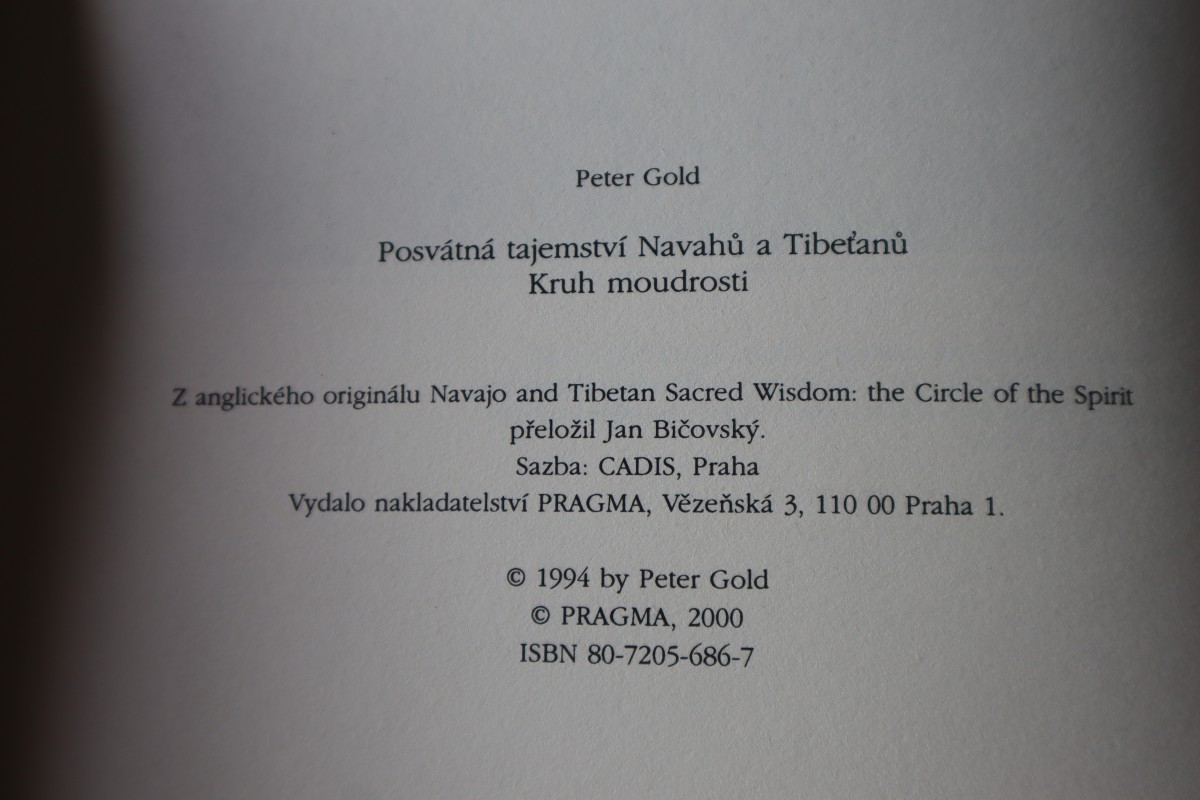 Peter Gold
Posvátná tajemství Navahů a Tibeťanů
Kruh moudrosti
Z anglického originálu Navajo and Tibetan Sacred Wisdom: the Circle of the Spirit
přeložil Jan Bičovský.
Sazba: CADIS, Praha
Vydalo nakladatelství PRAGMA, Vězeňská 3, 110 00 Praha 1.
© 1994 by Peter Gold
© PRAGMA, 2000
ISBN 80-7205-686-7